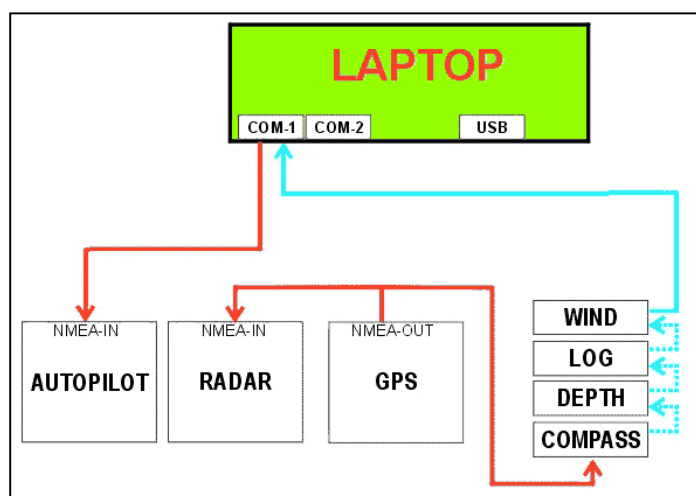 LAPTOP
COM-1 COM-2 USB
NMEA-IN NMEA-IN NMEA-OUT
AUTOPILOT RADAR GPS
WIND
LOG
DEPTH
COMPASS